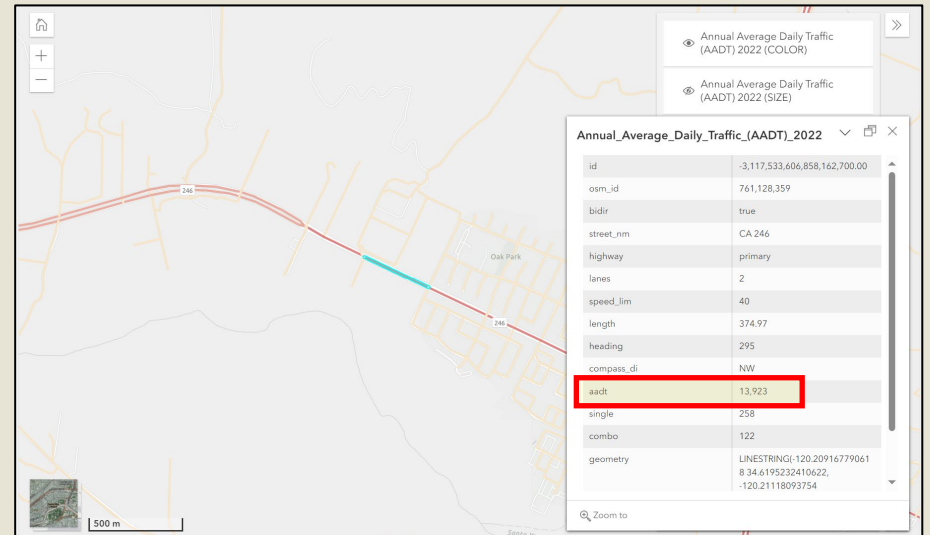 Annual Average Daily Traffic
(AADT) 2022 (COLOR)
Annual Average Daily Traffic
(AADT) 2022 (SIZE)
Annual_Average_Daily_Traffic_(AADT)_2022
id -3,117,533,606,858,162,700.00
osm_id 761,128,359
bidir true
street_nm CA 246
highway primary
lanes 2
speed_lim 40
length 374.97
heading 295
compass_di NW
aadt 13,923
single 258
combo 122
geometry LINESTRING(-120.20916779061
8 34.6195232410622,
-120.21118093754
Zoom to
246
Oak Park
246
500 m